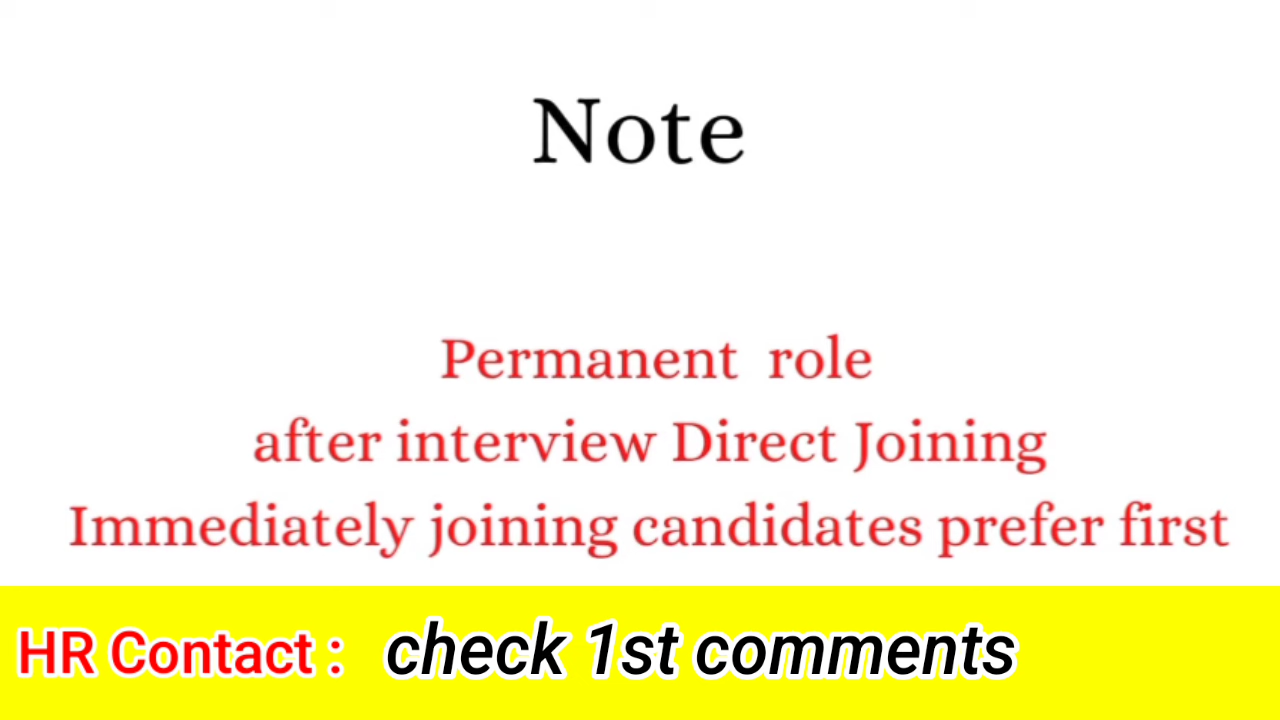 Note
Permanent role
after interview Direct Joining
Immediately joining candidates prefer first
HR Contact : check 1st comments